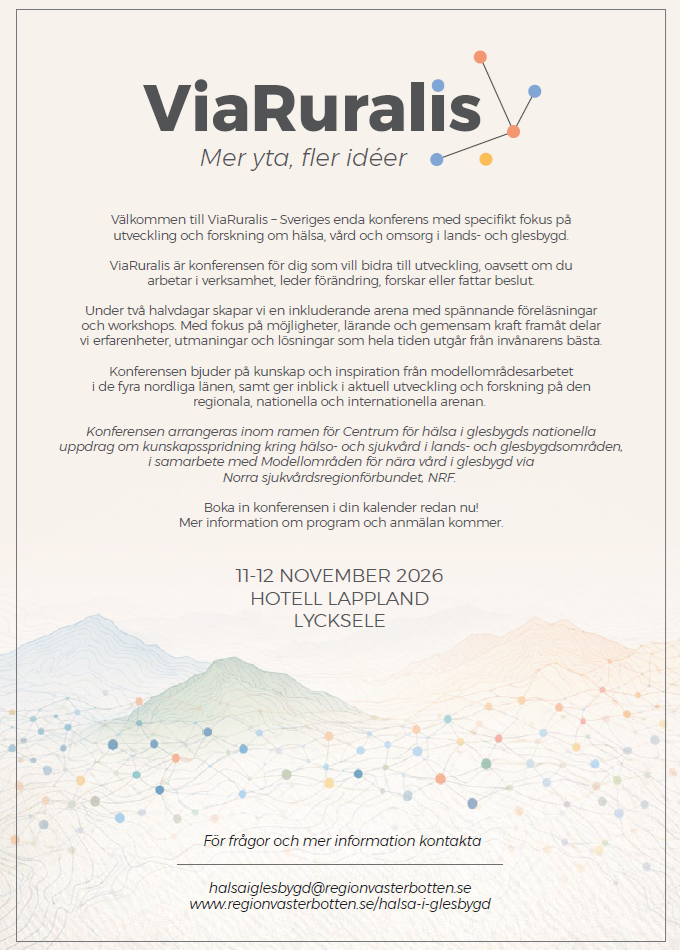 ViaRuralis
Mer yta, fler idéer
Välkommen till ViaRuralis – Sveriges enda konferens med specifikt fokus på
utveckling och forskning om hälsa, vård och omsorg i lands- och glesbygd.
ViaRuralis är konferensen för dig som vill bidra till utveckling, oavsett om du
arbetar i verksamhet, leder förändring, forskar eller fattar beslut.
Under två halvdagar skapar vi en inkluderande arena med spännande föreläsningar
och workshops. Med fokus på möjligheter, lärande och gemensam kraft framåt delar
vi erfarenheter, utmaningar och lösningar som hela tiden utgår från invånarens bästa.
Konferensen bjuder på kunskap och inspiration från modellområdesarbetet
i de fyra nordliga länen, samt ger inblick i aktuell utveckling och forskning på den
regionala, nationella och internationella arenan.
Konferensen arrangeras inom ramen för Centrum för hälsa i glesbygds nationella
uppdrag om kunskapsspridning kring hälso- och sjukvård i lands- och glesbygdsområden,
i samarbete med Modellområden för nära vård i glesbygd via
Norra sjukvårdsregionförbundet, NRF.
Boka in konferensen i din kalender redan nu!
Mer information om program och anmälan kommer.
11-12 NOVEMBER 2026
HOTELL LAPPLAND
LYCKSELE
För frågor och mer information kontakta
halsaiglesbygd@regionvasterbotten.se
www.regionvasterbotten.se/halsa-i-glesbygd